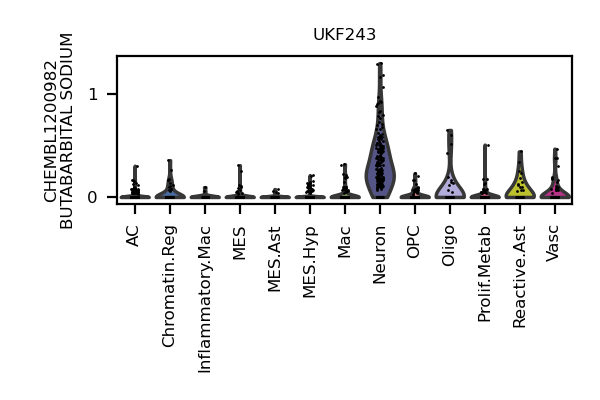 UKF243
CHEMBL1200982
BUTABARBITAL SODIUM
1
0
AC
Chromatin.Reg
Inflammatory.Mac
MES
MES.Ast
MES.Hyp
Mac
Neuron
OPC
Oligo
Prolif.Metab
Reactive.Ast
Vasc